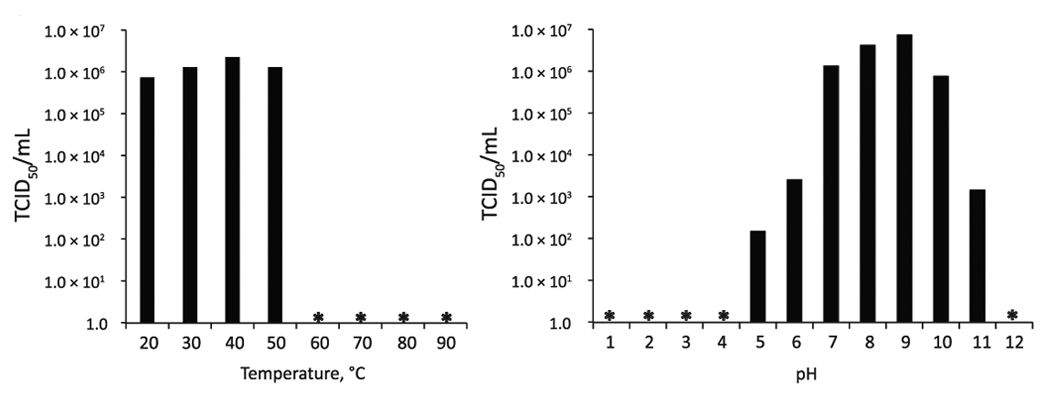 1.0 × 10⁷
1.0 × 10⁶
1.0 × 10⁵
1.0 × 10⁴
1.0 × 10³
1.0 × 10²
1.0 × 10¹
1.0
TCID₅₀/mL
* * * *
20 30 40 50 60 70 80 90
Temperature, °C
1.0 × 10⁷
1.0 × 10⁶
1.0 × 10⁵
1.0 × 10⁴
1.0 × 10³
1.0 × 10²
1.0 × 10¹
1.0
TCID₅₀/mL
* * * * *
1 2 3 4 5 6 7 8 9 10 11 12
pH